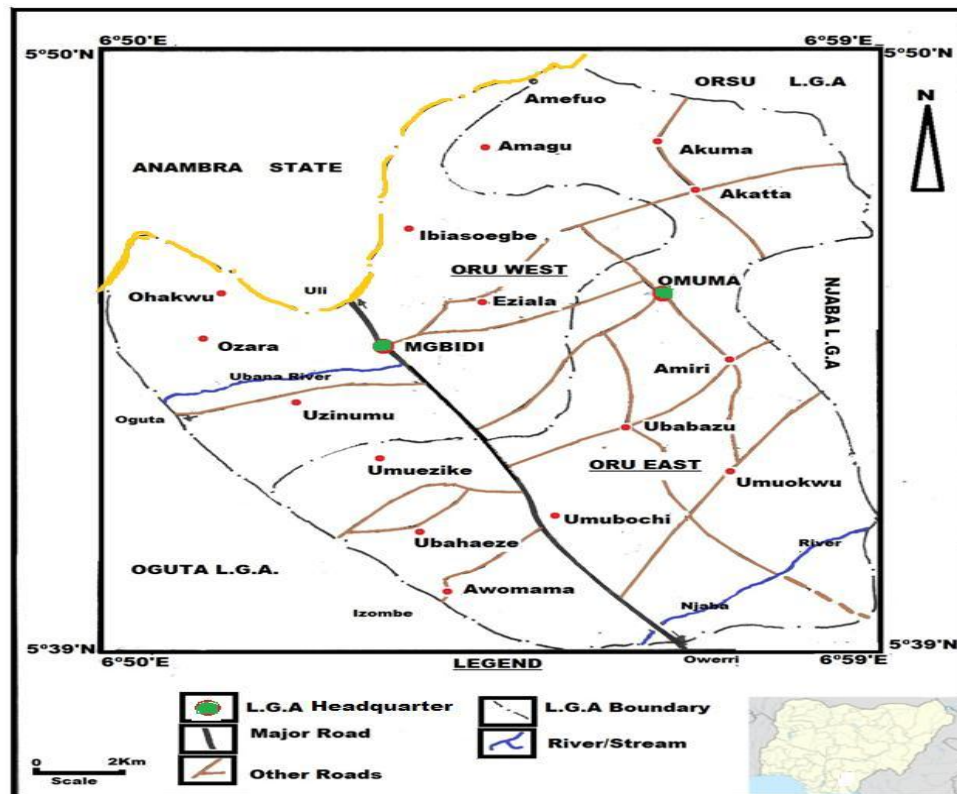 6°50'E
6°59'E
5°50'N
5°50'N
ORSU L.G.A
N
Amefuo
ANAMBRA STATE
Amagu
Akuma
Akatta
Ibiasoegbe
ORU WEST
OMUMA
NJABA L.G.A
Ohakwu
Uli
Eziala
Ozara
MGBIDI
Amiri
Ubana River
Oguta
Uzinumu
Ubabazu
Umuezike
ORU EAST
Umuokwu
Umubochi
Ubahaeze
River
OGUTA L.G.A.
Awomama
Izombe
Njaba
5°39'N
5°39'N
6°50'E
LEGEND
Owerri
6°59'E
L.G.A Headquarter
L.G.A Boundary
Major Road
River/Stream
Other Roads
0 2Km
Scale